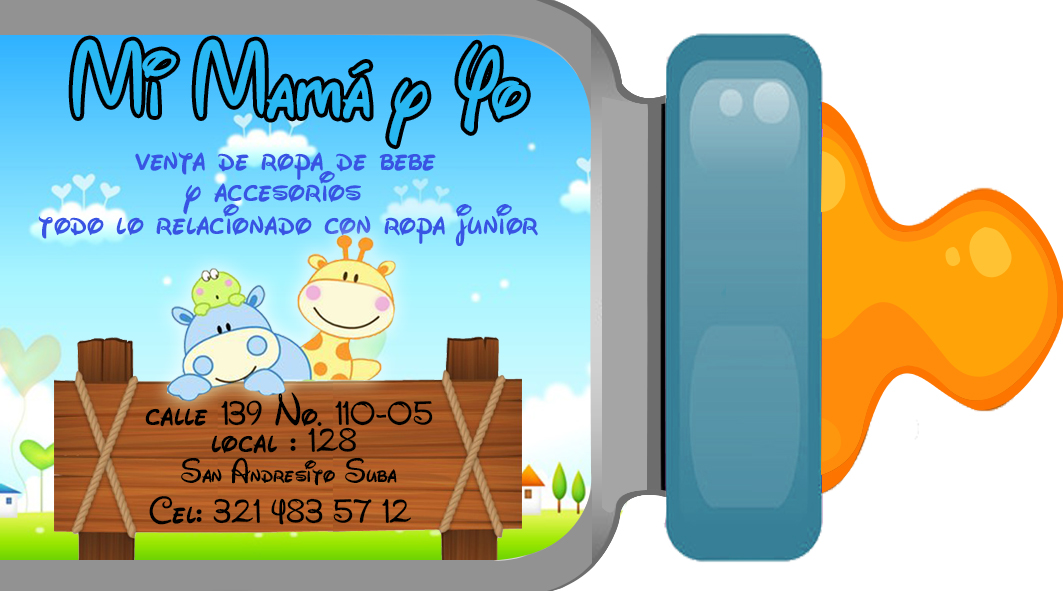 Mi Mamá y Yo
VENTA DE ROPA DE BEBE
Y ACCESORIOS
TODO LO RELACIONADO CON ROPA JUNIOR
CALLE 139 No. 110-05
LOCAL : 128
SAN ANDRESITO SUBA
CEL: 321 483 57 12